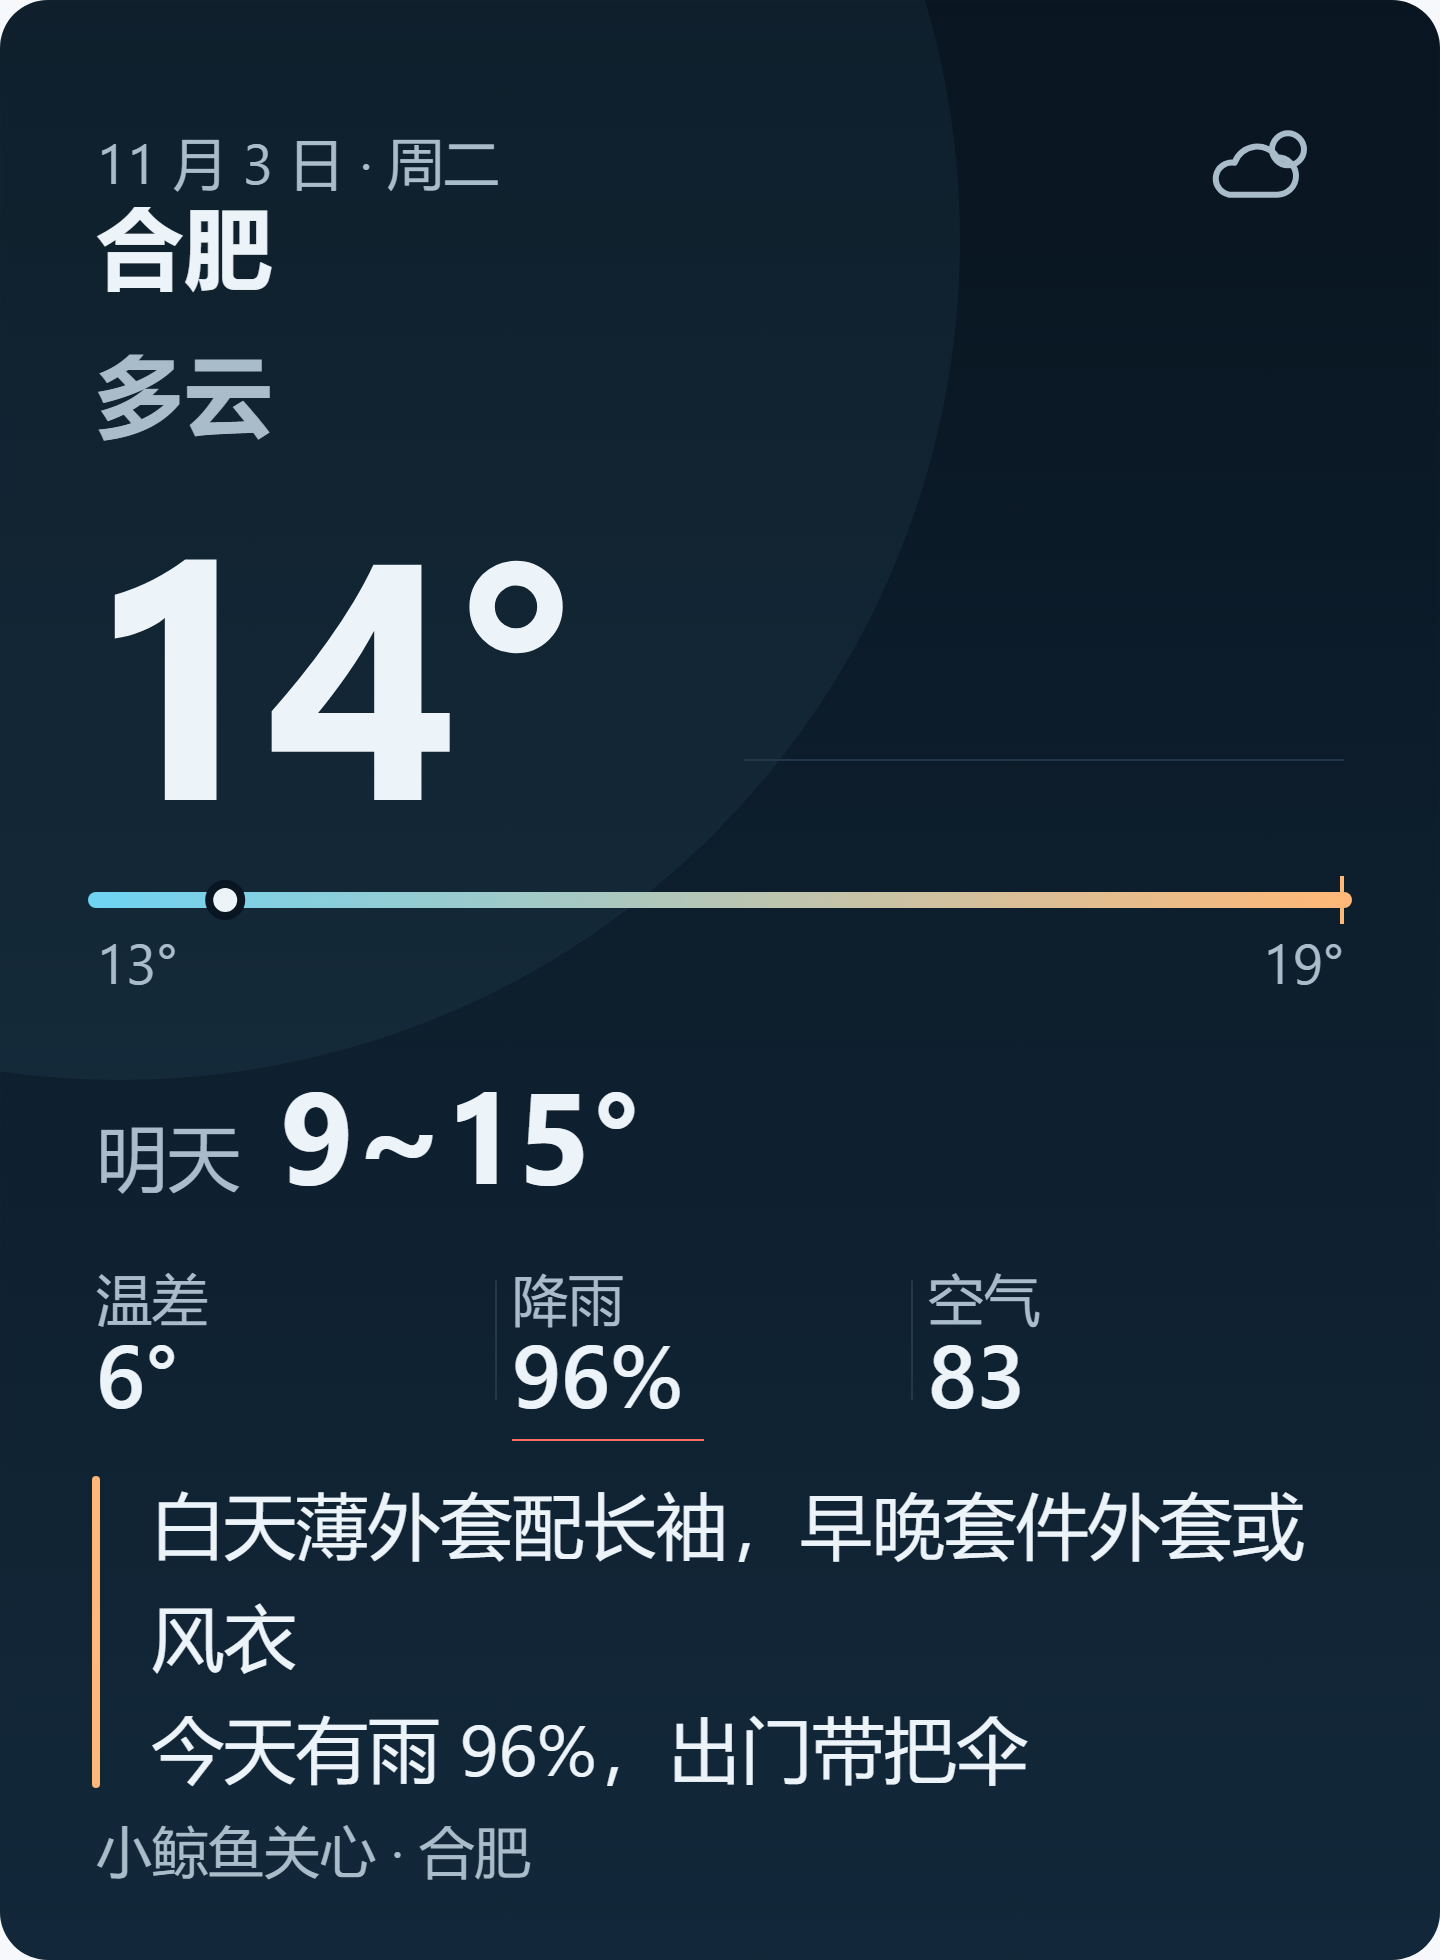 11 月 3 日 · 周二
合肥
多云
14°
13° 19°
明天 9~15°
温差 降雨 空气
6° 96% 83
白天薄外套配长袖，早晚套件外套或
风衣
今天有雨 96%，出门带把伞
小鲸鱼关心 · 合肥